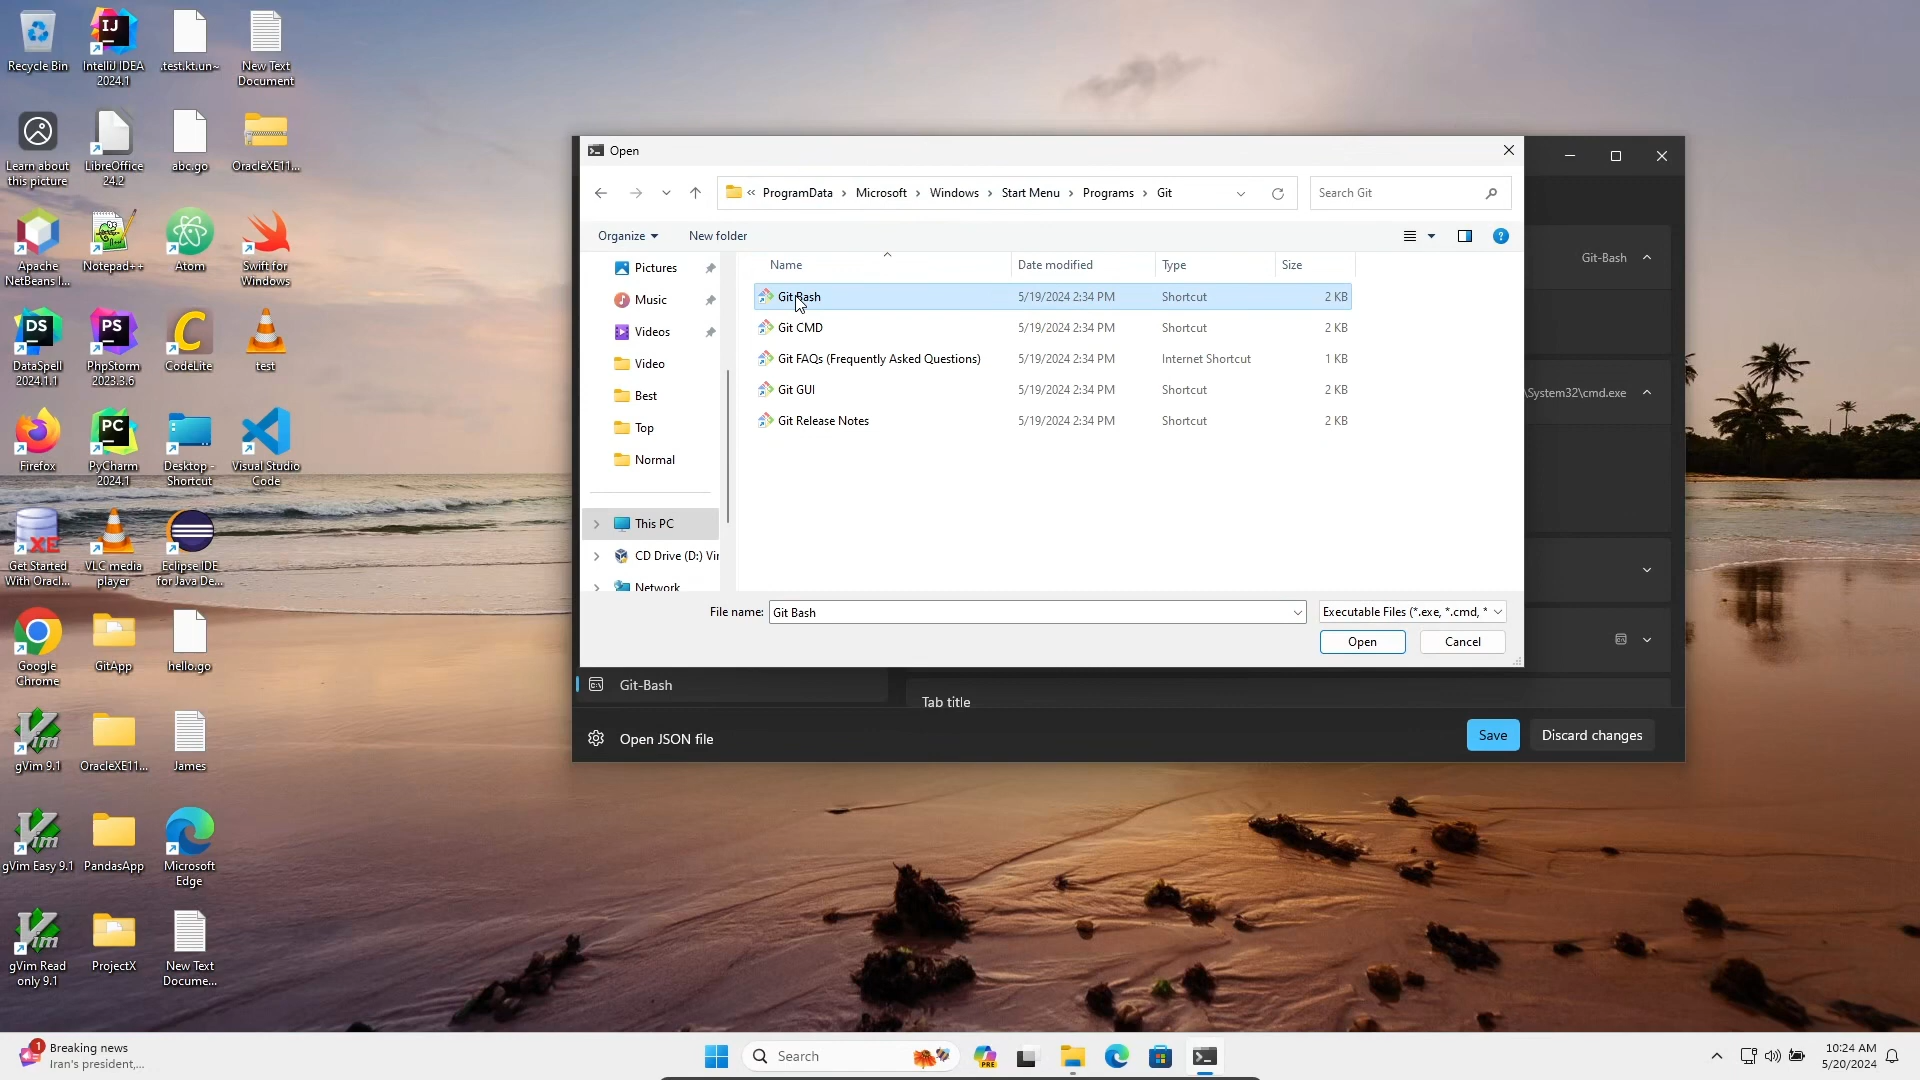 Recycle Bin
IntelliJ IDEA
2024.1
.test.kt.un~
New Text
Document
Learn about
this picture
LibreOffice
24.2
abc.go
OracleXE11...
Apache
NetBeans I...
Notepad++
Atom
Swift for
Windows
DataSpell
2024.1.1
PhpStorm
2023.3.6
CodeLite
test
Firefox
PyCharm
2024.1
Desktop -
Shortcut
Visual Studio
Code
Get Started
With Oracl...
VLC media
player
Eclipse IDE
for Java De...
Google
Chrome
GitApp
hello.go
gVim 9.1
OracleXE11...
James
gVim Easy 9.1
PandasApp
Microsoft
Edge
gVim Read
only 9.1
ProjectX
New Text
Docume...
Open
« ProgramData > Microsoft > Windows > Start Menu > Programs > Git
Search Git
Organize
New folder
Pictures
Music
Videos
Video
Best
Top
Normal
This PC
CD Drive (D:) Vir
Network
Name Date modified Type Size
Git Bash 5/19/2024 2:34 PM Shortcut 2 KB
Git CMD 5/19/2024 2:34 PM Shortcut 2 KB
Git FAQs (Frequently Asked Questions) 5/19/2024 2:34 PM Internet Shortcut 1 KB
Git GUI 5/19/2024 2:34 PM Shortcut 2 KB
Git Release Notes 5/19/2024 2:34 PM Shortcut 2 KB
File name: Git Bash
Executable Files (*.exe, *.cmd, *
Open
Cancel
Git-Bash
\System32\cmd.exe
Git-Bash
Tab title
Open JSON file
Save
Discard changes
1
Breaking news
Iran's president,...
Search
PRE
10:24 AM
5/20/2024